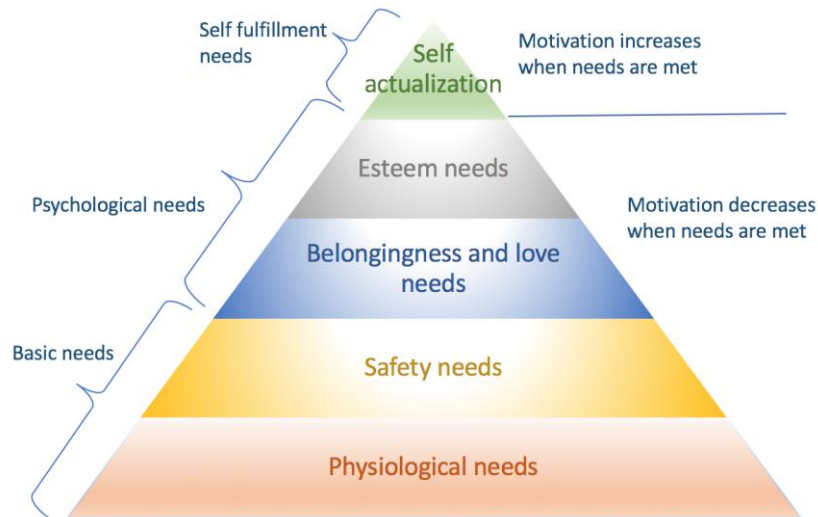 Self fulfillment
needs
Self
actualization
Motivation increases
when needs are met
Esteem needs
Psychological needs
Motivation decreases
when needs are met
Belongingness and love
needs
Basic needs
Safety needs
Physiological needs